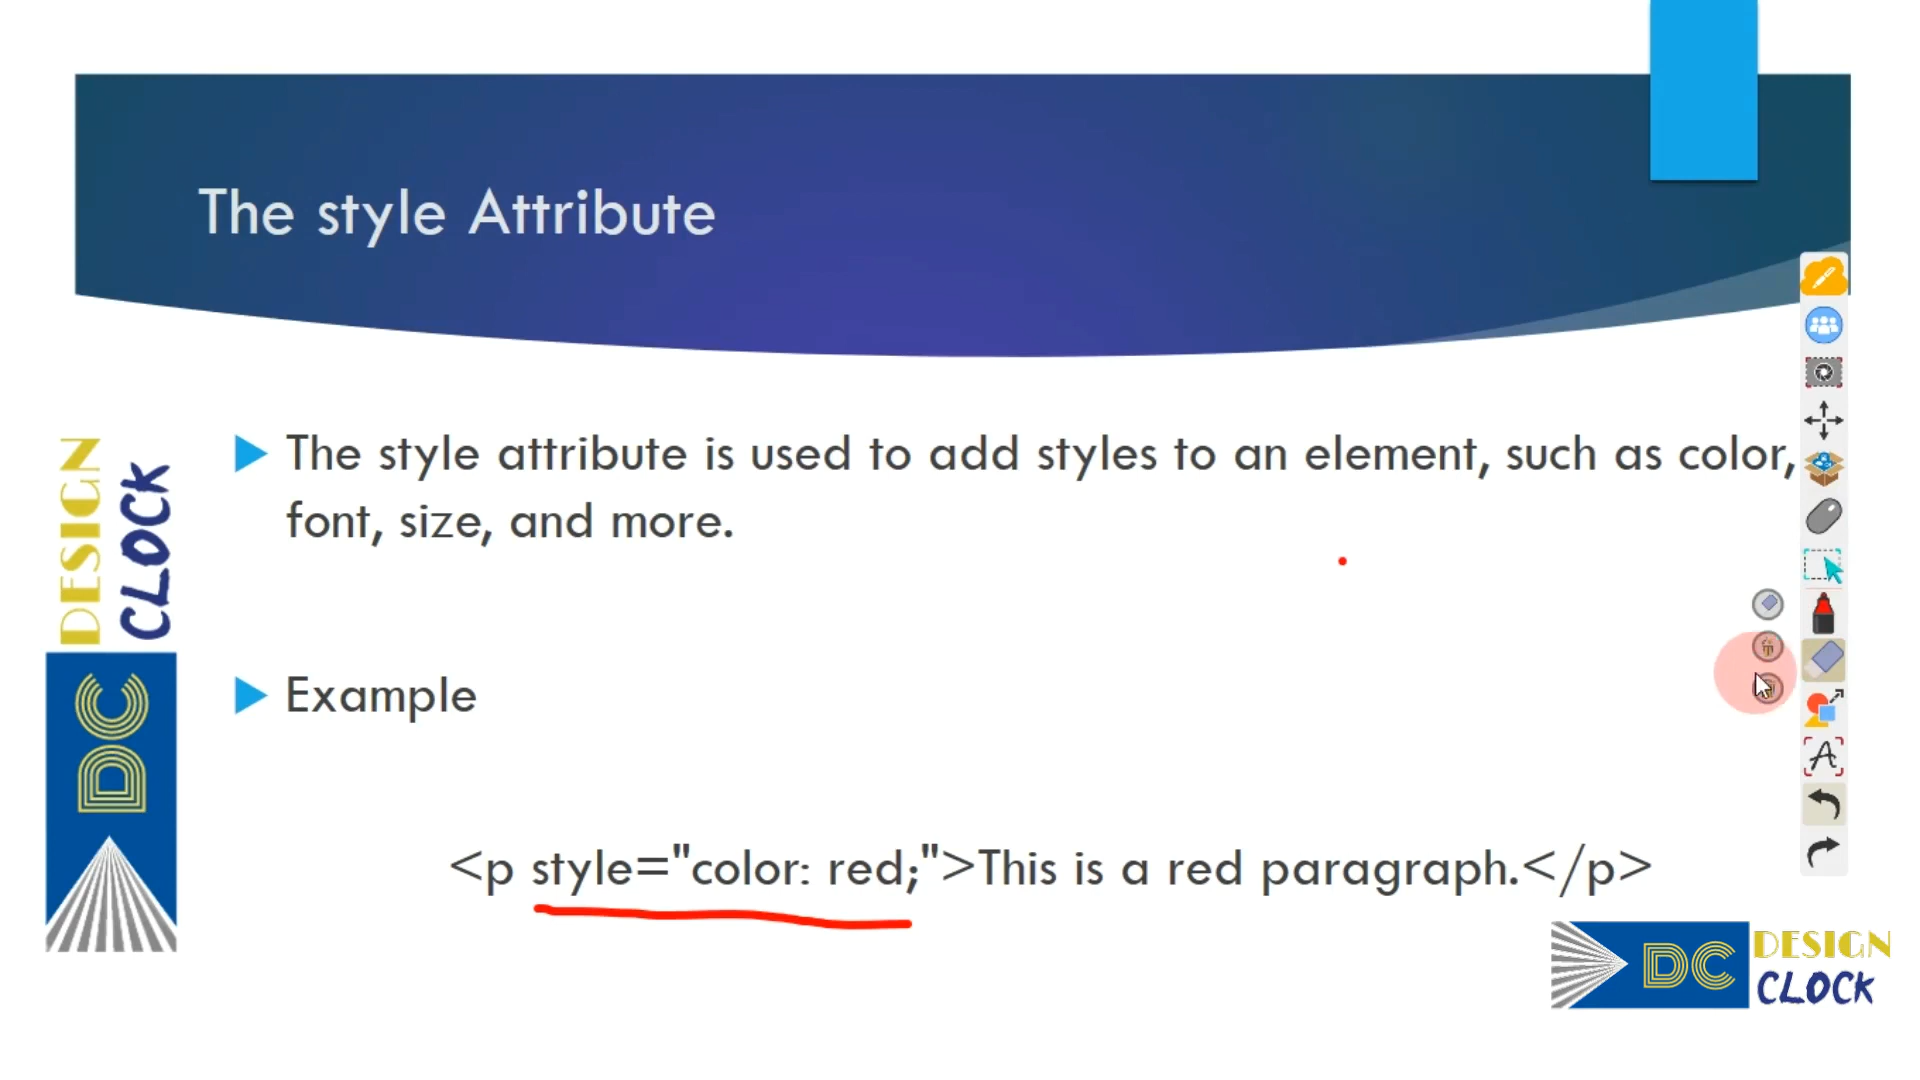 The style Attribute
The style attribute is used to add styles to an element, such as color,
font, size, and more.
Example
<p style="color: red;">This is a red paragraph.</p>
DESIGN
CLOCK
DC
DC
DESIGN
CLOCK